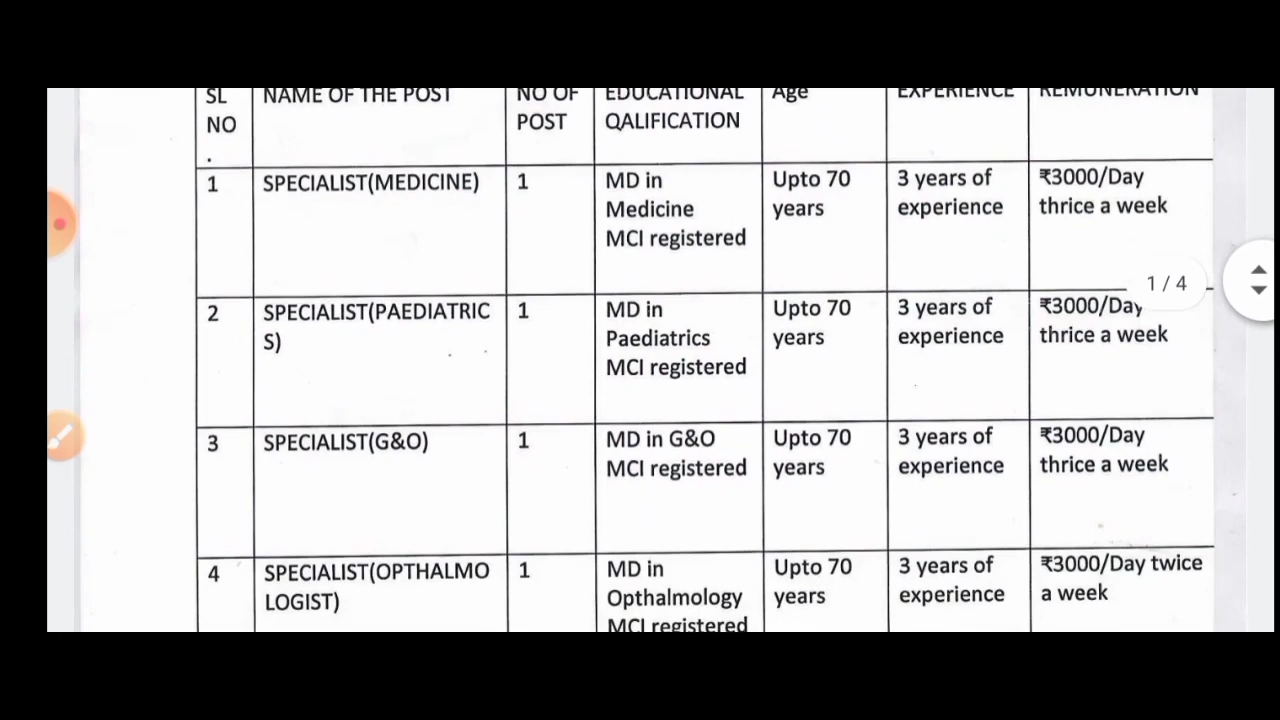 SL NAME OF THE POST NO OF EDUCATIONAL Age EXPERIENCE REMUNERATION
NO POST QALIFICATION
.
1 SPECIALIST(MEDICINE) 1 MD in Upto 70 3 years of ₹3000/Day
Medicine years experience thrice a week
MCI registered
1 / 4
2 SPECIALIST(PAEDIATRIC 1 MD in Upto 70 3 years of ₹3000/Day
S) Paediatrics years experience thrice a week
MCI registered
3 SPECIALIST(G&O) 1 MD in G&O Upto 70 3 years of ₹3000/Day
MCI registered years experience thrice a week
4 SPECIALIST(OPTHALMO 1 MD in Upto 70 3 years of ₹3000/Day twice
LOGIST) Opthalmology years experience a week
MCI registered